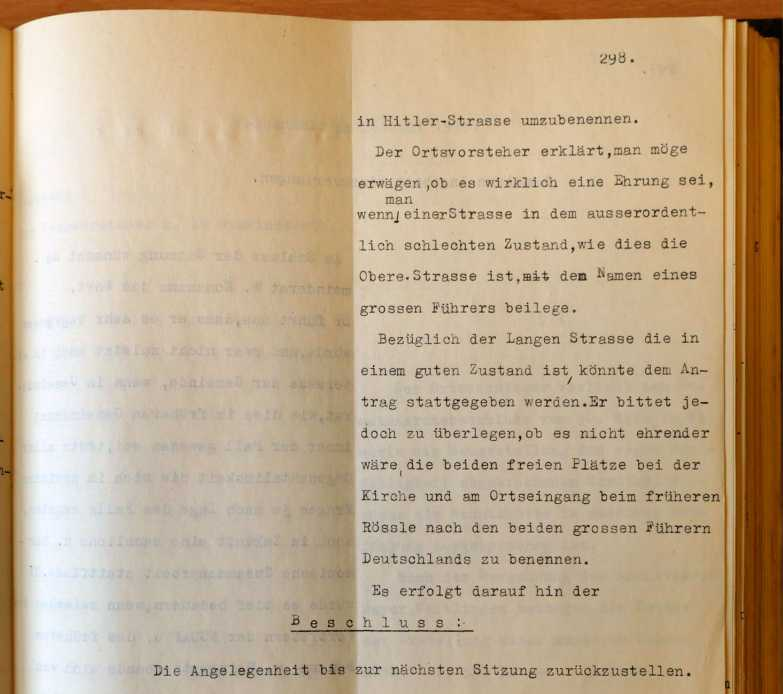 298.
in Hitler-Strasse umzubenennen.
Der Ortsvorsteher erklärt,man möge
erwägen,ob es wirklich eine Ehrung sei,
man
wenn/einerStrasse in dem ausserordent-
lich schlechten Zustand,wie dies die
Obere.Strasse ist,mit den Namen eines
grossen Führers beilege.
Bezüglich der Langen Strasse die in
einem guten Zustand ist, könnte dem An-
trag stattgegeben werden.Er bittet je-
doch zu überlegen,ob es nicht ehrender
wäre, die beiden freien Plätze bei der
Kirche und am Ortseingang beim früheren
Rössle nach den beiden grossen Führern
Deutschlands zu benennen.
Es erfolgt darauf hin der
Beschluss:
Die Angelegenheit bis zur nächsten Sitzung zurückzustellen.